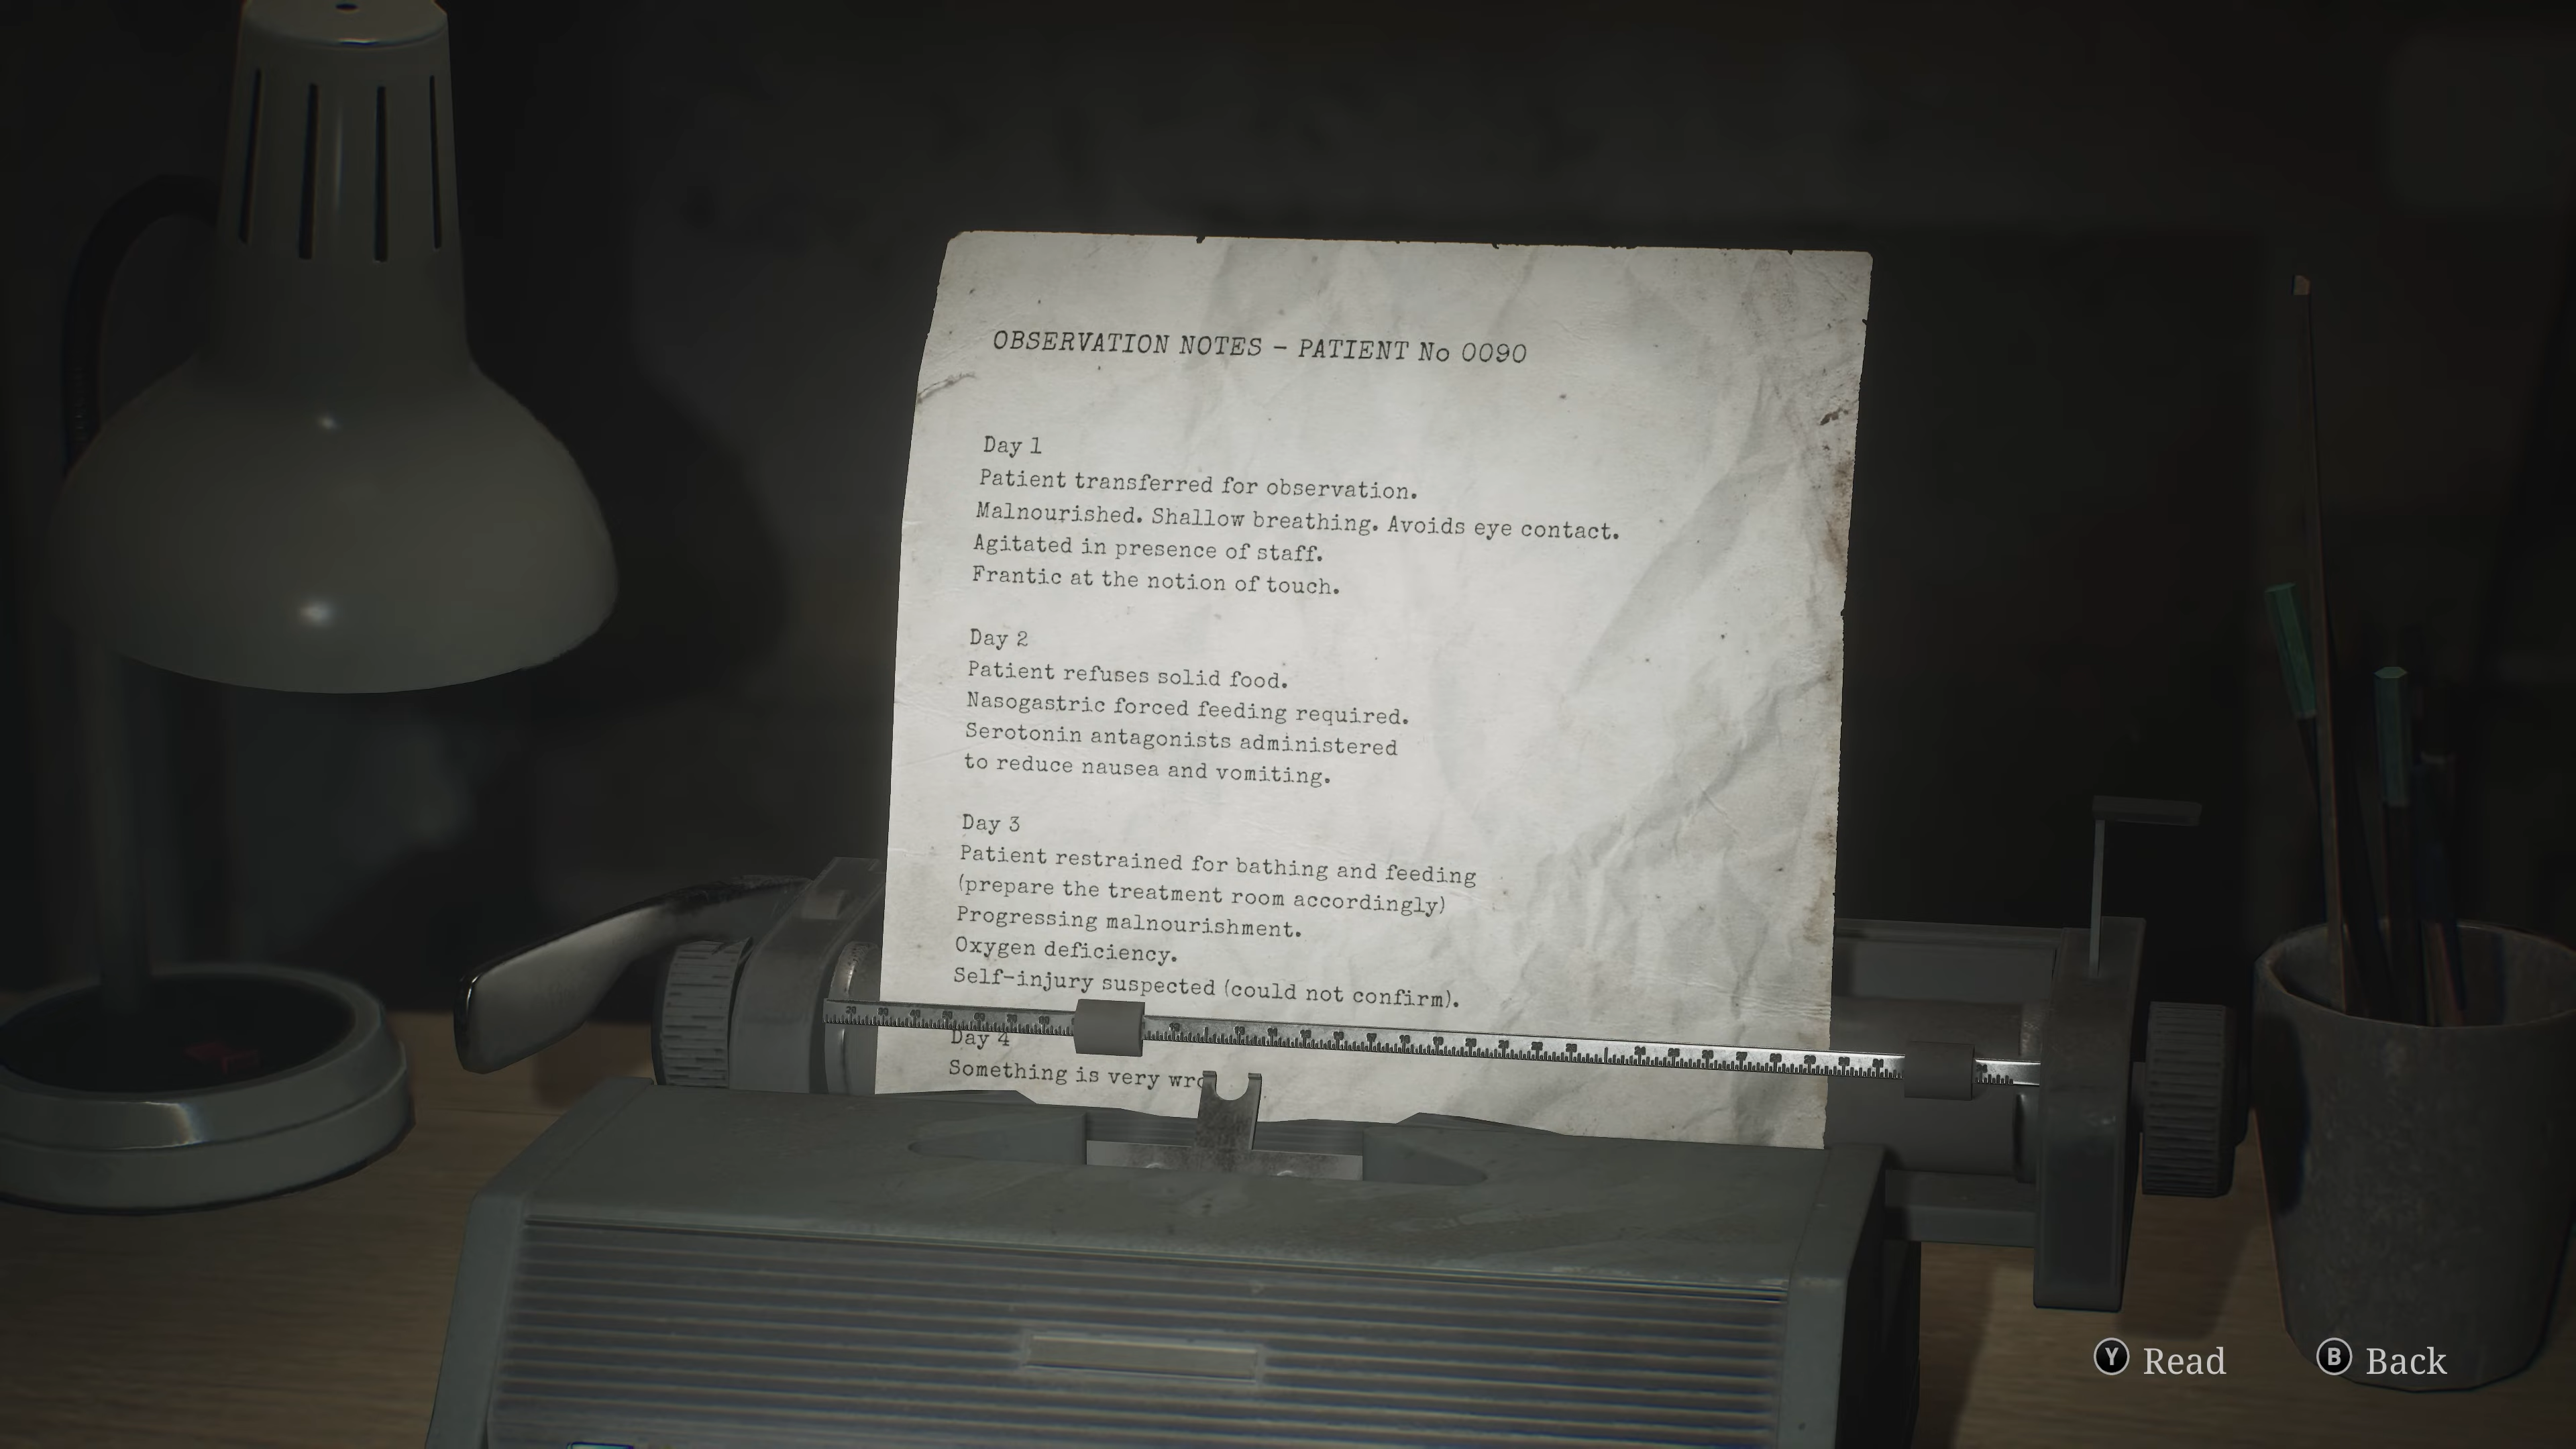 OBSERVATION NOTES - PATIENT No 0090
Day 1
Patient transferred for observation.
Malnourished. Shallow breathing. Avoids eye contact.
Agitated in presence of staff.
Frantic at the notion of touch.
Day 2
Patient refuses solid food.
Nasogastric forced feeding required.
Serotonin antagonists administered
to reduce nausea and vomiting.
Day 3
Patient restrained for bathing and feeding
(prepare the treatment room accordingly)
Progressing malnourishment.
Oxygen deficiency.
Self-injury suspected (could not confirm).
Day 4
Something is very wro
Y Read
B Back